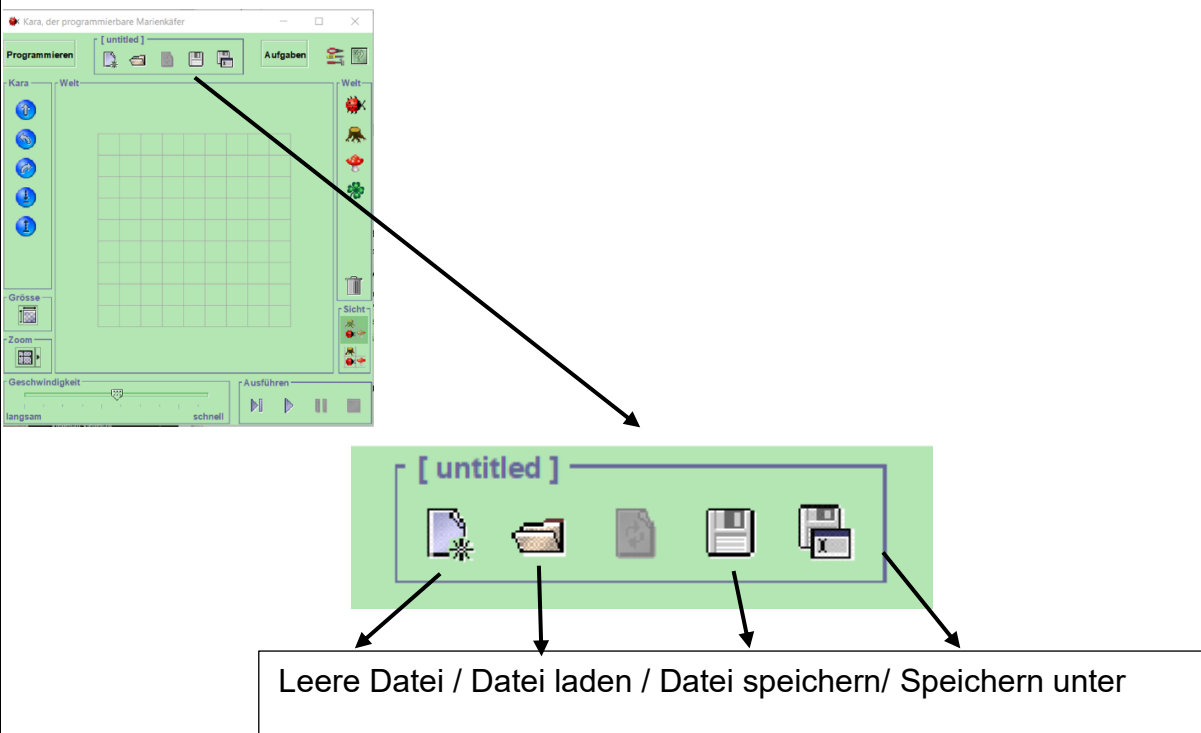 Kara, der programmierbare Marienkäfer
Programmieren
[ untitled ]
Aufgaben
Kara
Welt
Welt
Grösse
Zoom
Sicht
Geschwindigkeit
langsam
schnell
Ausführen
[ untitled ]
Leere Datei / Datei laden / Datei speichern/ Speichern unter